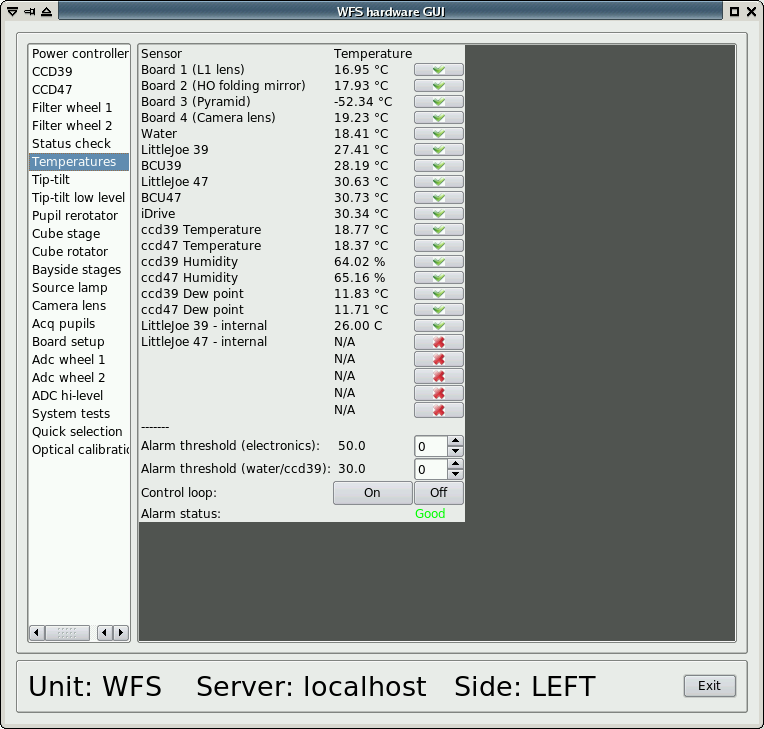 WFS hardware GUI
Power controller
CCD39
CCD47
Filter wheel 1
Filter wheel 2
Status check
Temperatures
Tip-tilt
Tip-tilt low level
Pupil rerotator
Cube stage
Cube rotator
Bayside stages
Source lamp
Camera lens
Acq pupils
Board setup
Adc wheel 1
Adc wheel 2
ADC hi-level
System tests
Quick selection
Optical calibratic
Sensor Temperature
Board 1 (L1 lens) 16.95 °C
Board 2 (HO folding mirror) 17.93 °C
Board 3 (Pyramid) -52.34 °C
Board 4 (Camera lens) 19.23 °C
Water 18.41 °C
LittleJoe 39 27.41 °C
BCU39 28.19 °C
LittleJoe 47 30.63 °C
BCU47 30.73 °C
iDrive 30.34 °C
ccd39 Temperature 18.77 °C
ccd47 Temperature 18.37 °C
ccd39 Humidity 64.02 %
ccd47 Humidity 65.16 %
ccd39 Dew point 11.83 °C
ccd47 Dew point 11.71 °C
LittleJoe 39 - internal 26.00 C
LittleJoe 47 - internal N/A
N/A
N/A
N/A
N/A
-------
Alarm threshold (electronics): 50.0 0
Alarm threshold (water/ccd39): 30.0 0
Control loop: On Off
Alarm status: Good
Unit: WFS Server: localhost Side: LEFT Exit